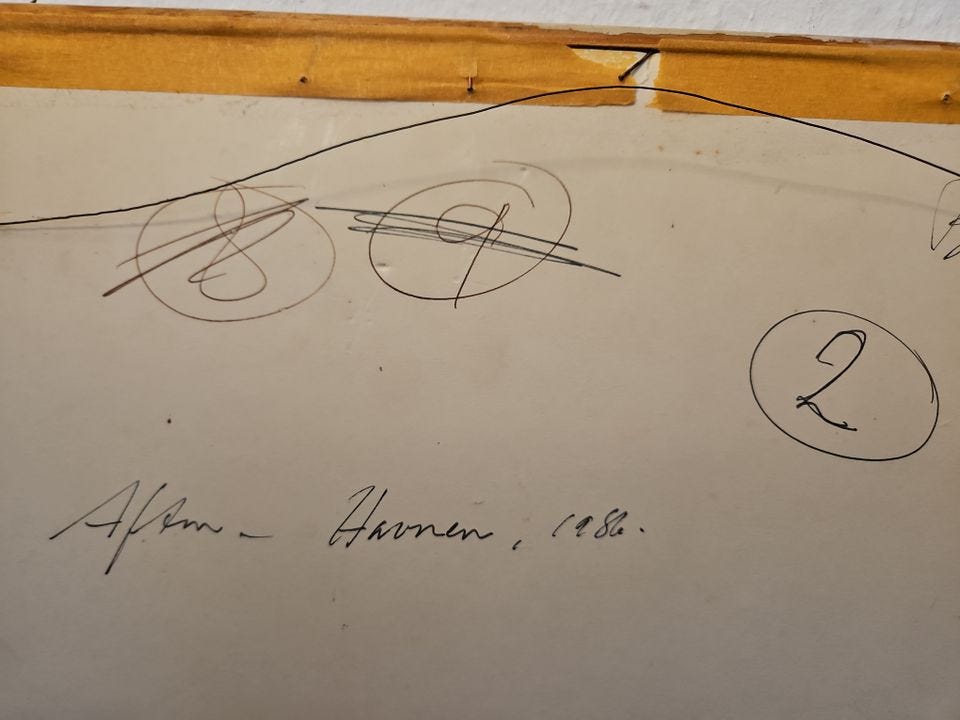 8 9
2
Aften - Havnen, 1986.